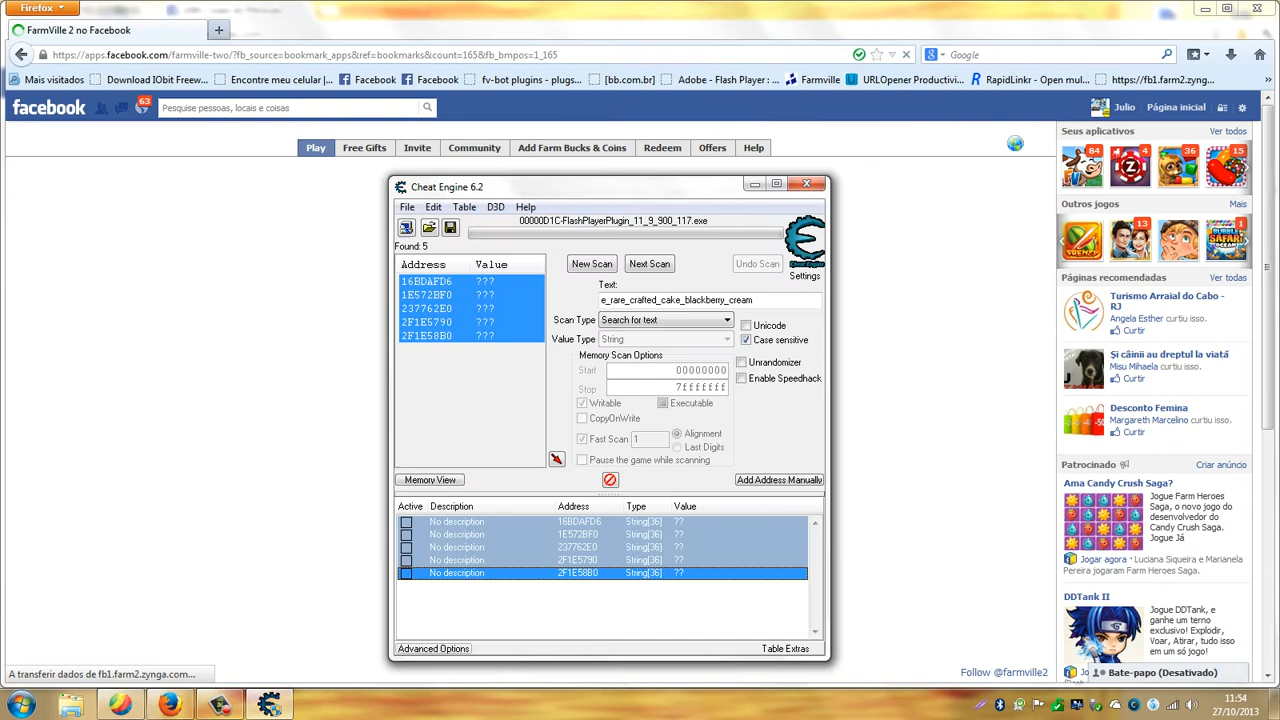 Firefox
FarmVille 2 no Facebook
https://apps.facebook.com/farmville-two/?fb_source=bookmark_apps&ref=bookmarks&count=165&fb_bmpos=1_165
Google
Mais visitados
Download IObit Freew...
Encontre meu celular |...
Facebook
Facebook
fv-bot plugins - plugs...
[bb.com.br]
Adobe - Flash Player : ...
Farmville
URLOpener Productivi...
RapidLinkr - Open mul...
https://fb1.farm2.zyng...
facebook
63
Pesquise pessoas, locais e coisas
Julio
Página inicial
Play
Free Gifts
Invite
Community
Add Farm Bucks & Coins
Redeem
Offers
Help
Seus aplicativos
Ver todos
84
4
36
15
Outros jogos
Mais
13
1
Páginas recomendadas
Ver todas
Turismo Arraial do Cabo -
RJ
Angela Esther curtiu isso.
Curtir
Și câinii au dreptul la viată
Misu Mihaela curtiu isso.
Curtir
Desconto Femina
Margareth Marcelino curtiu isso.
Curtir
Patrocinado
Criar anúncio
Ama Candy Crush Saga?
Jogue Farm Heroes
Saga, o novo jogo do
desenvolvedor do
Candy Crush Saga.
Jogue Já
Jogar agora · Luciana Siqueira e Marianela
Pereira jogaram Farm Heroes Saga.
DDTank II
Jogue DDTank, e
ganhe um terno
exclusivo! Explodir,
Voar, Atirar, tudo isso
em um só jogo!
Bate-papo (Desativado)
Follow @farmville2
Cheat Engine 6.2
File
Edit
Table
D3D
Help
00000D1C-FlashPlayerPlugin_11_9_900_117.exe
Found: 5
Address
Value
16BDAFD6 ???
1E572BF0 ???
237762E0 ???
2F1E5790 ???
2F1E58B0 ???
New Scan
Next Scan
Undo Scan
Cheat Engine
Settings
Text:
e_rare_crafted_cake_blackberry_cream
Scan Type
Search for text
Unicode
Value Type
String
Case sensitive
Memory Scan Options
Start
00000000
Stop
7fffffff
Unrandomizer
Enable Speedhack
Writable
Executable
CopyOnWrite
Fast Scan
1
Alignment
Last Digits
Pause the game while scanning
Memory View
Add Address Manually
Active Description Address Type Value
No description 16BDAFD6 String[36] ??
No description 1E572BF0 String[36] ??
No description 237762E0 String[36] ??
No description 2F1E5790 String[36] ??
No description 2F1E58B0 String[36] ??
Advanced Options
Table Extras
A transferir dados de fb1.farm2.zynga.com...
11:54
27/10/2013